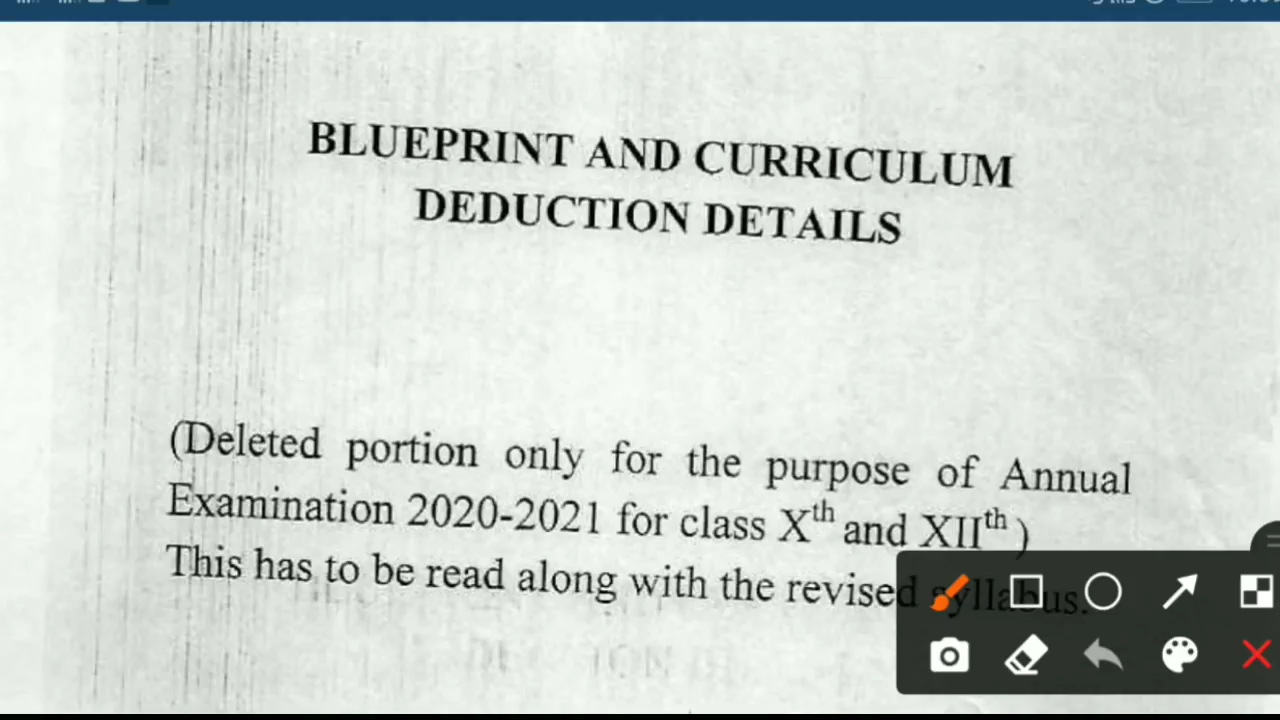 BLUEPRINT AND CURRICULUM
DEDUCTION DETAILS
(Deleted portion only for the purpose of Annual
Examination 2020-2021 for class Xth and XIIth)
This has to be read along with the revised syllabus.